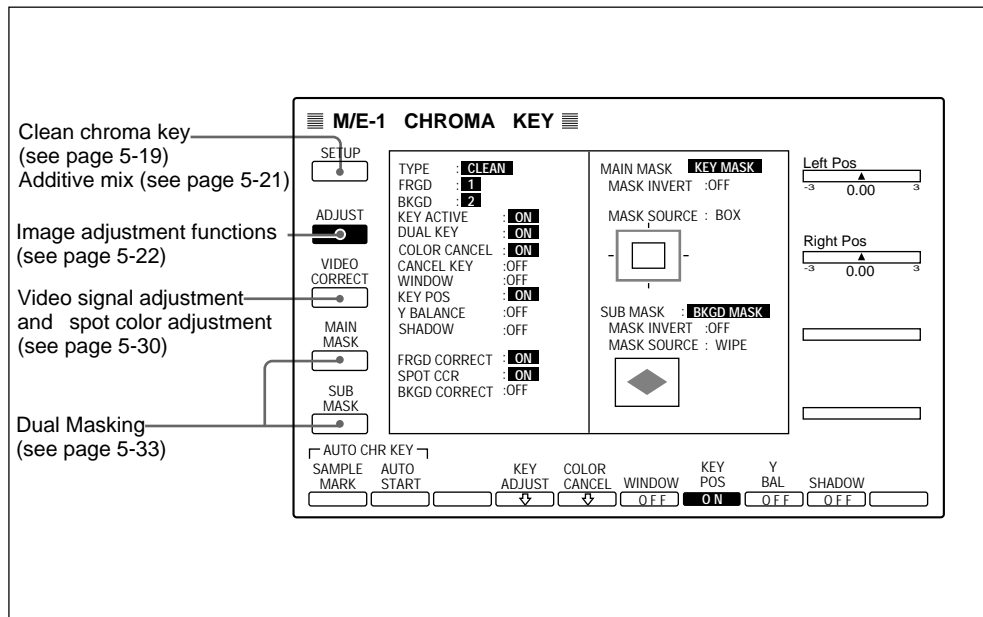 Clean chroma key
(see page 5-19)
Additive mix (see page 5-21)
Image adjustment functions
(see page 5-22)
Video signal adjustment
and spot color adjustment
(see page 5-30)
Dual Masking
(see page 5-33)
M/E-1 CHROMA KEY
SETUP
ADJUST
VIDEO
CORRECT
MAIN
MASK
SUB
MASK
TYPE : CLEAN
FRGD : 1
BKGD : 2
KEY ACTIVE : ON
DUAL KEY : ON
COLOR CANCEL : ON
CANCEL KEY :OFF
WINDOW :OFF
KEY POS : ON
Y BALANCE :OFF
SHADOW :OFF
FRGD CORRECT : ON
SPOT CCR : ON
BKGD CORRECT :OFF
MAIN MASK KEY MASK
MASK INVERT :OFF
MASK SOURCE : BOX
SUB MASK : BKGD MASK
MASK INVERT :OFF
MASK SOURCE : WIPE
Left Pos
-3 0.00 3
Right Pos
-3 0.00 3
AUTO CHR KEY
SAMPLE
MARK
AUTO
START
KEY
ADJUST
COLOR
CANCEL
WINDOW
OFF
KEY
POS
ON
Y
BAL
OFF
SHADOW
OFF